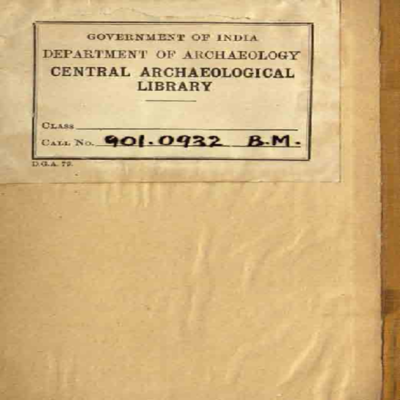 GOVERNMENT OF INDIA
DEPARTMENT OF ARCHAEOLOGY
CENTRAL ARCHAEOLOGICAL
LIBRARY
CLASS
CALL No. 901.0932 B.M.
D.G.A. 79.